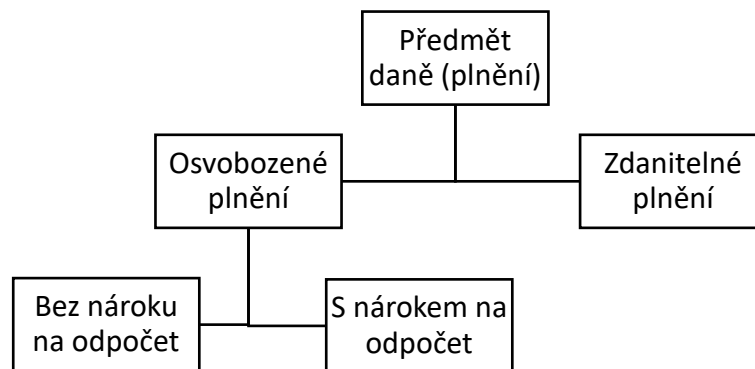 Předmět
daně (plnění)
Osvobozené
plnění
Zdanitelné
plnění
Bez nároku
na odpočet
S nárokem na
odpočet